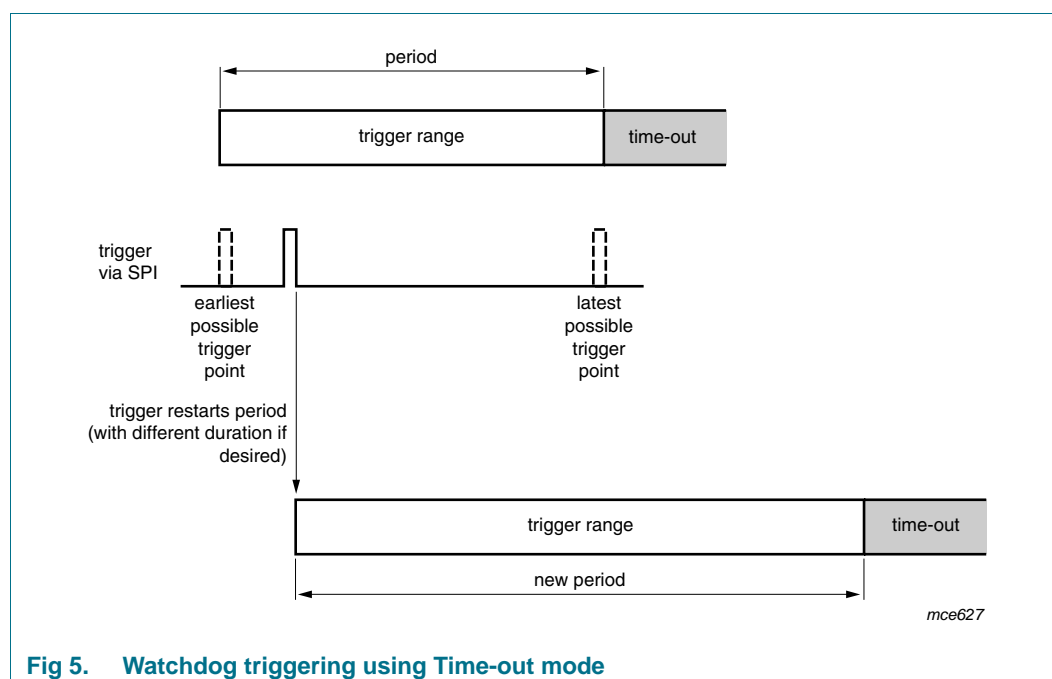 period
trigger range
time-out
trigger
via SPI
earliest
possible
trigger
point
latest
possible
trigger
point
trigger restarts period
(with different duration if
desired)
trigger range
time-out
new period
mce627
Fig 5. Watchdog triggering using Time-out mode